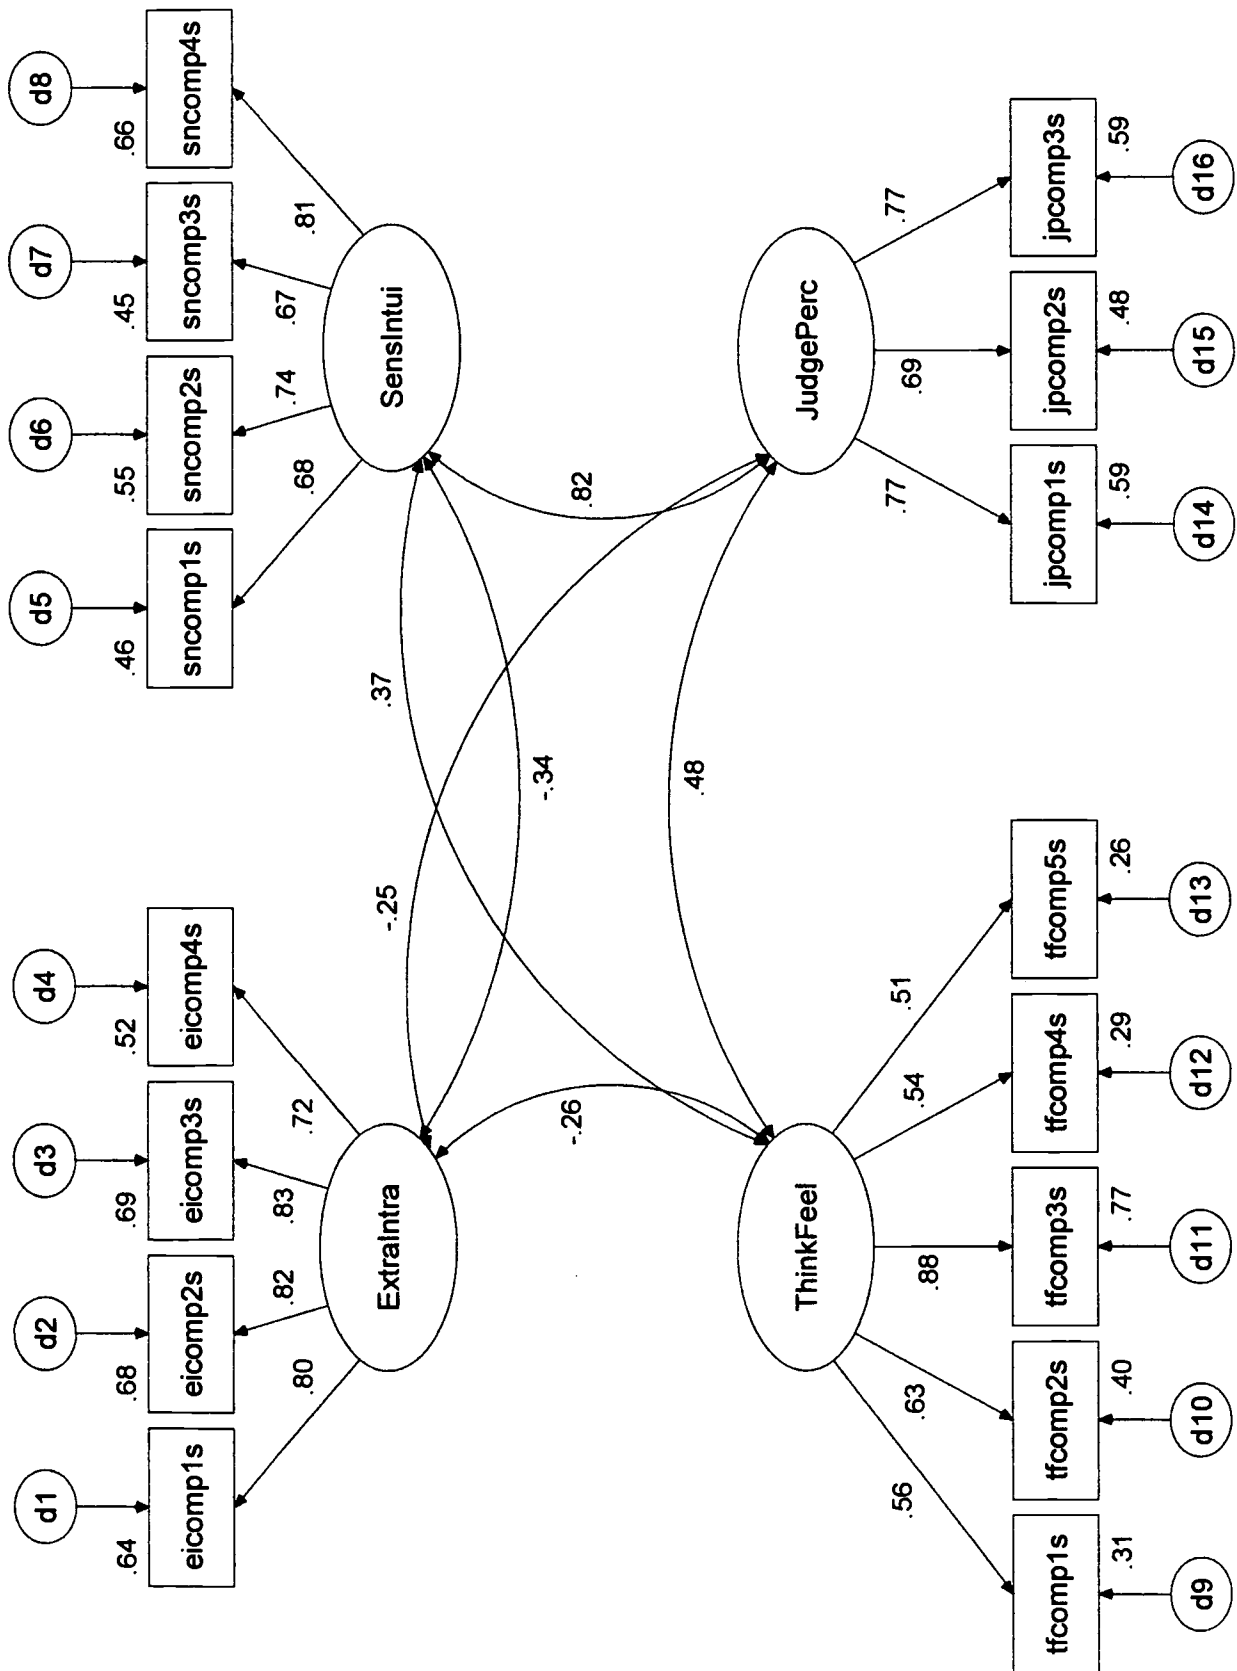 d1
d2
d3
d4
d5
d6
d7
d8
.64
.68
.69
.52
.46
.55
.45
.66
eicomp1s
eicomp2s
eicomp3s
eicomp4s
sncomp1s
sncomp2s
sncomp3s
sncomp4s
.80
.82
.83
.72
.68
.74
.67
.81
ExtraIntra
SensIntui
-.25
.37
-.34
-.26
.82
.48
ThinkFeel
JudgePerc
.56
.63
.88
.54
.51
.77
.69
.77
tfcomp1s
tfcomp2s
tfcomp3s
tfcomp4s
tfcomp5s
jpcomp1s
jpcomp2s
jpcomp3s
.31
.40
.77
.29
.26
.59
.48
.59
d9
d10
d11
d12
d13
d14
d15
d16